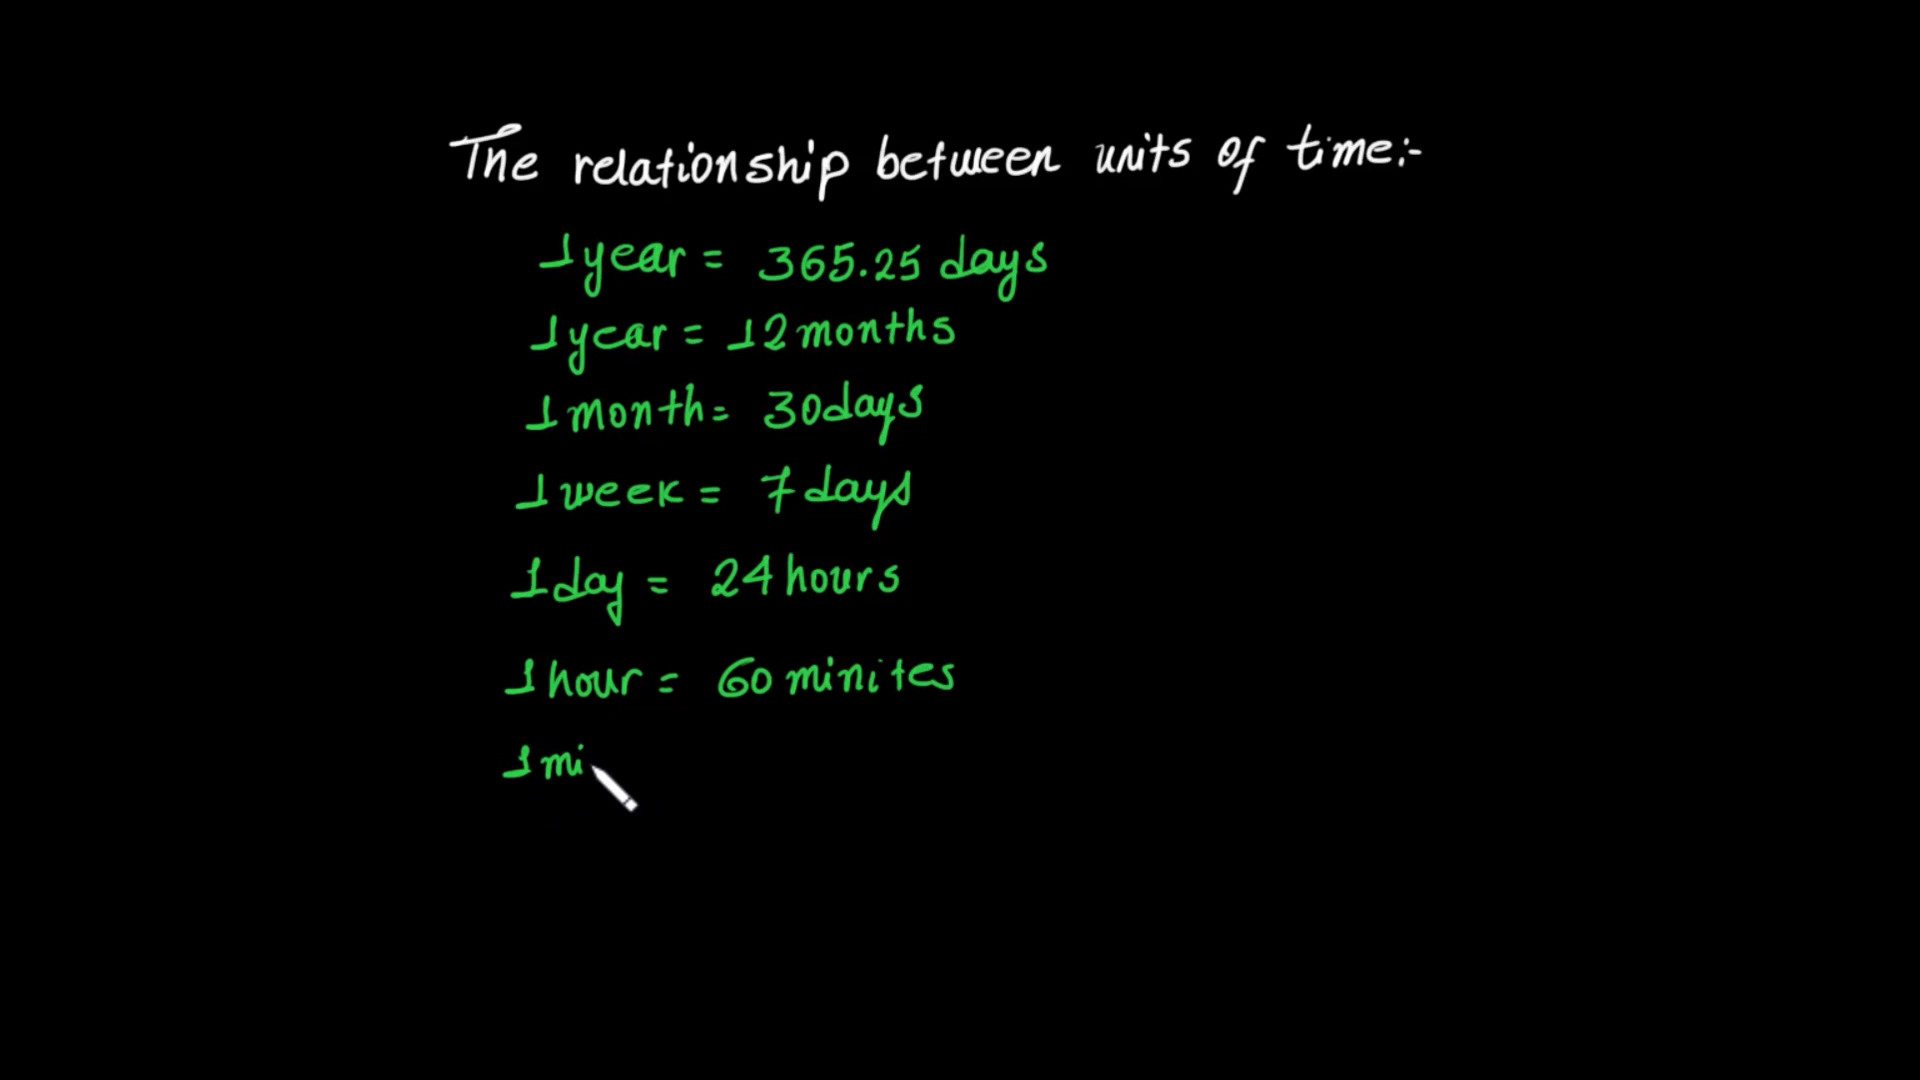 The relationship between units of time:-
1 year = 365.25 days
1 year = 12 months
1 month = 30 days
1 week = 7 days
1 day = 24 hours
1 hour = 60 minites
1 mi